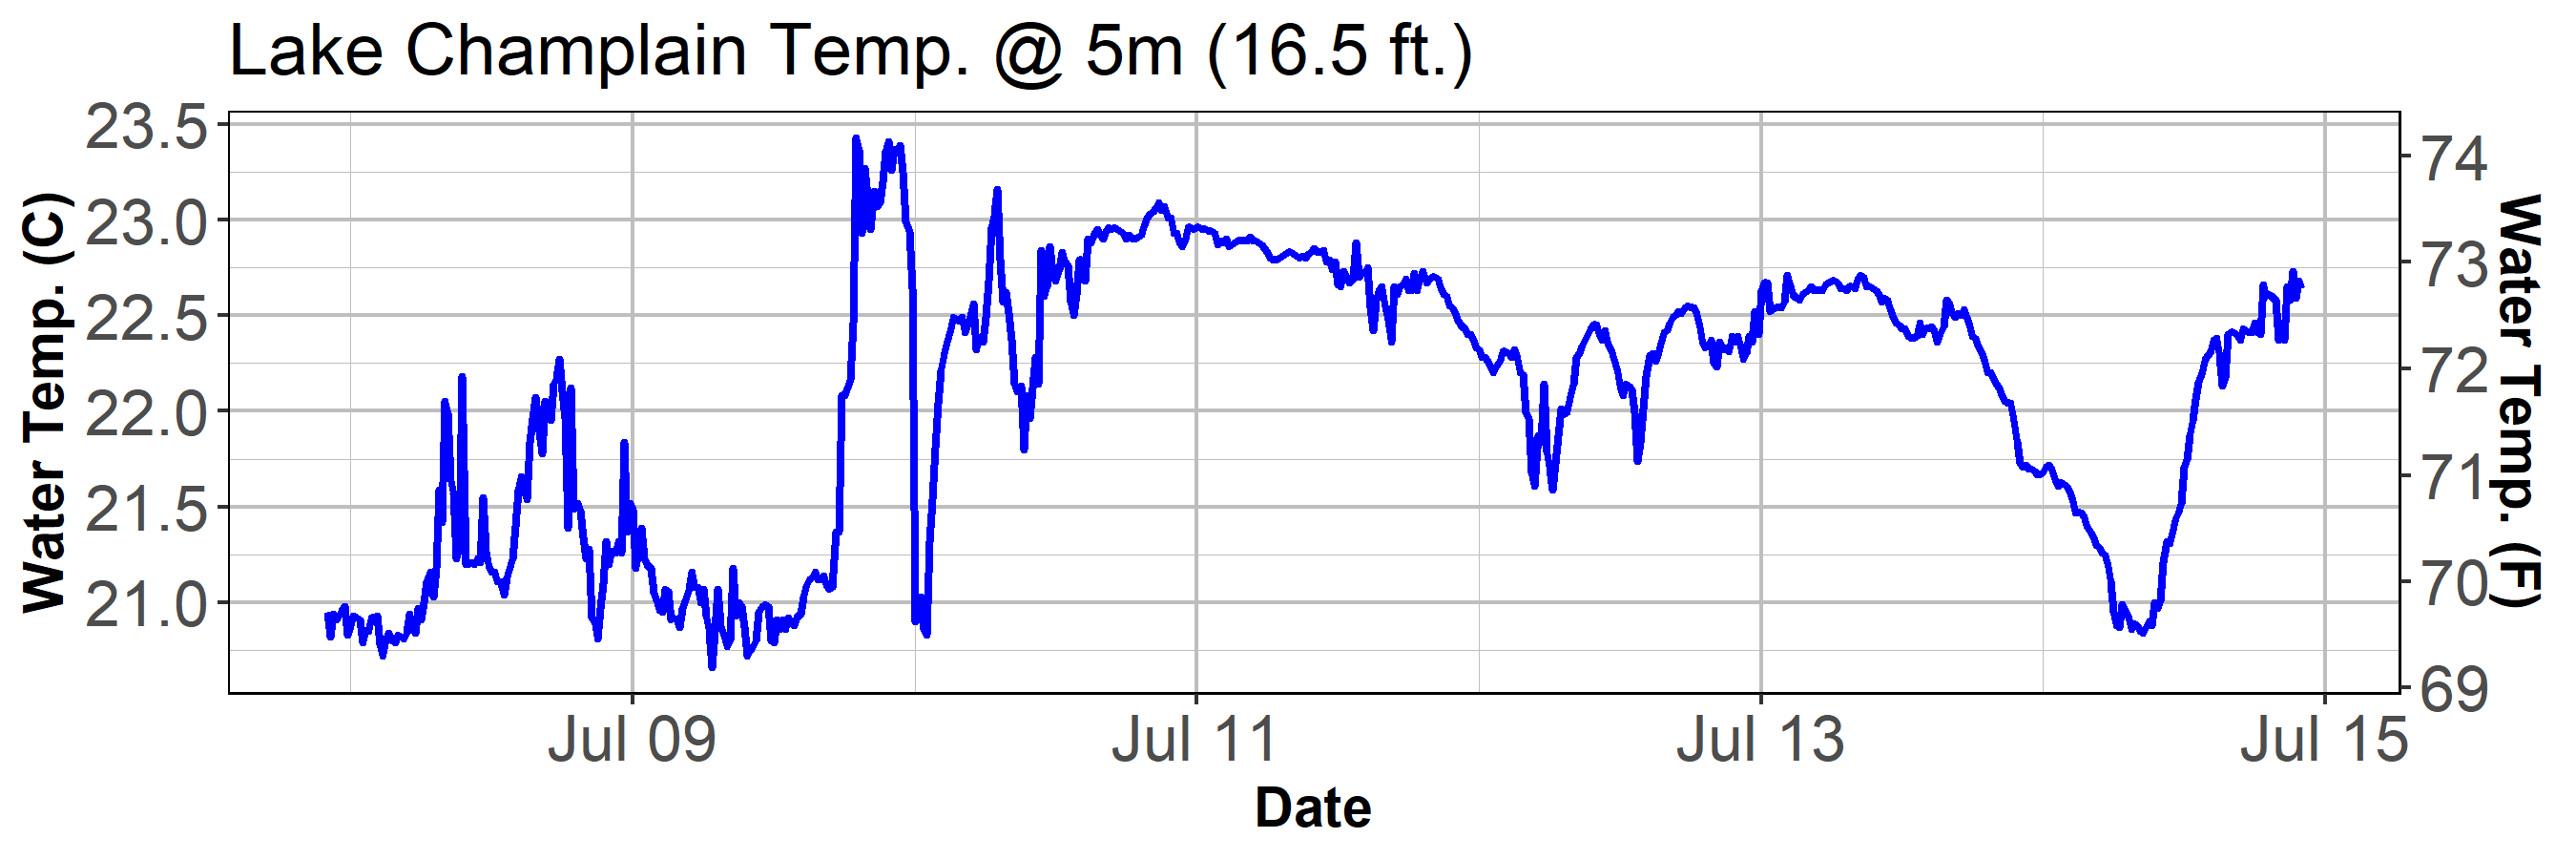 Lake Champlain Temp. @ 5m (16.5 ft.)
Water Temp. (C)
23.5
23.0
22.5
22.0
21.5
21.0
74
73
72
71
70
69
Water Temp. (F)
Jul 09 Jul 11 Jul 13 Jul 15
Date